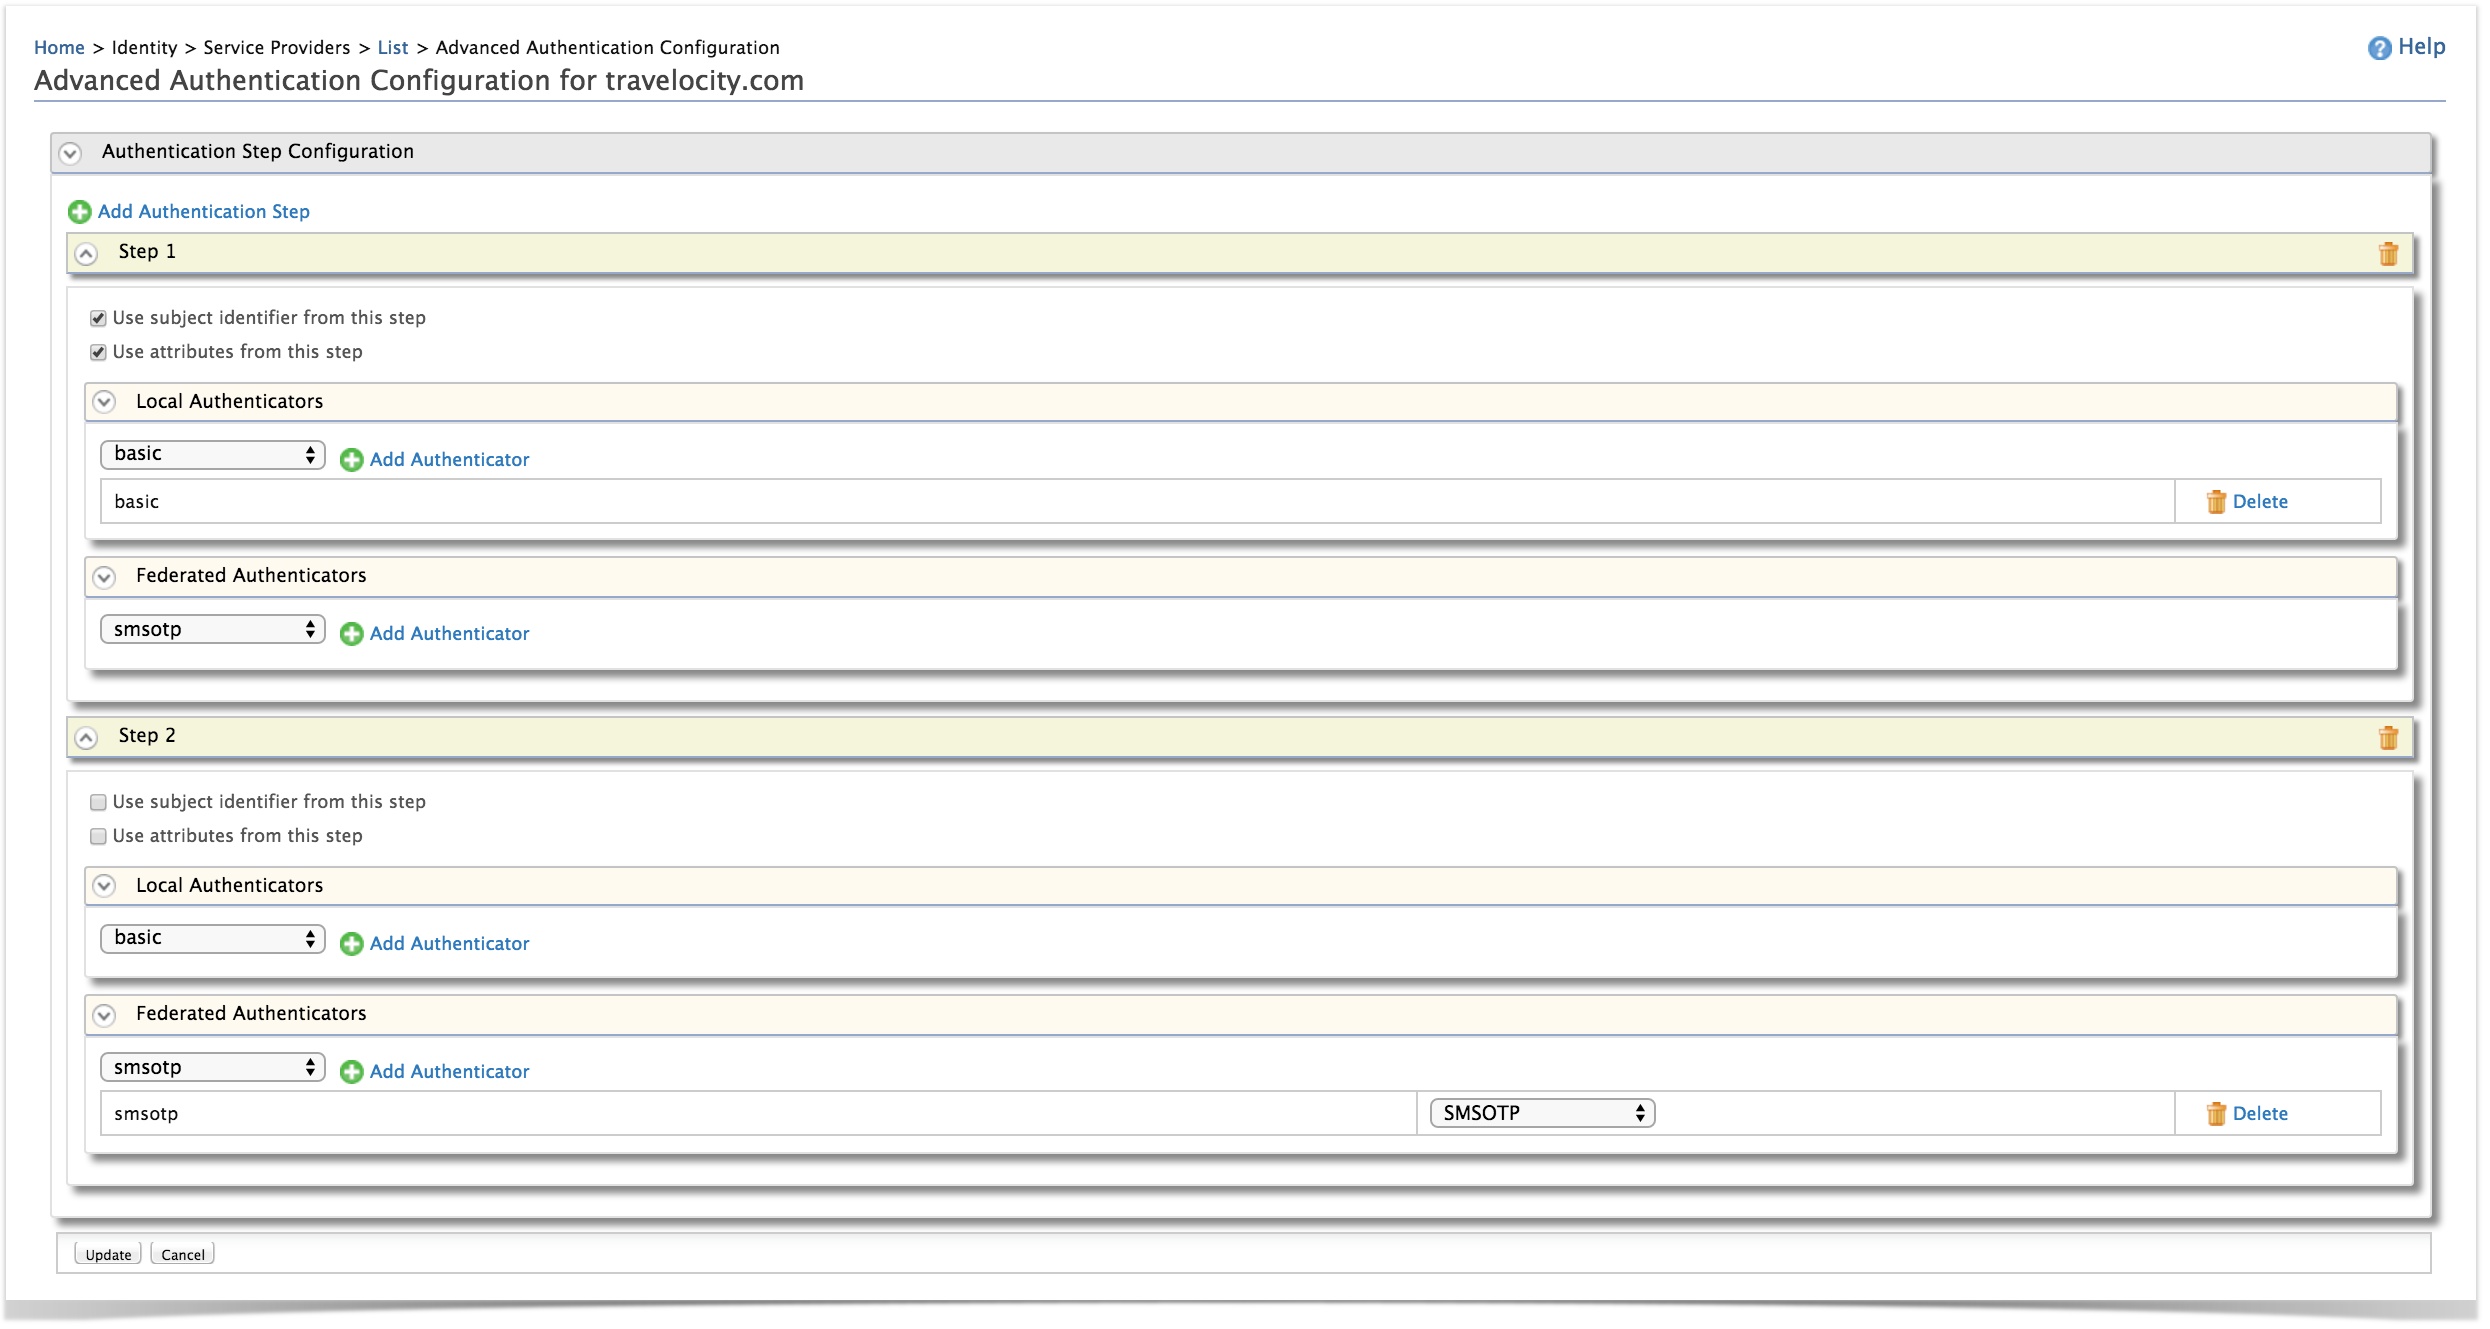 Home > Identity > Service Providers > List > Advanced Authentication Configuration
Help
Advanced Authentication Configuration for travelocity.com
Authentication Step Configuration
Add Authentication Step
Step 1
Use subject identifier from this step
Use attributes from this step
Local Authenticators
basic Add Authenticator
basic Delete
Federated Authenticators
smsotp Add Authenticator
Step 2
Use subject identifier from this step
Use attributes from this step
Local Authenticators
basic Add Authenticator
Federated Authenticators
smsotp Add Authenticator
smsotp SMSOTP Delete
Update Cancel